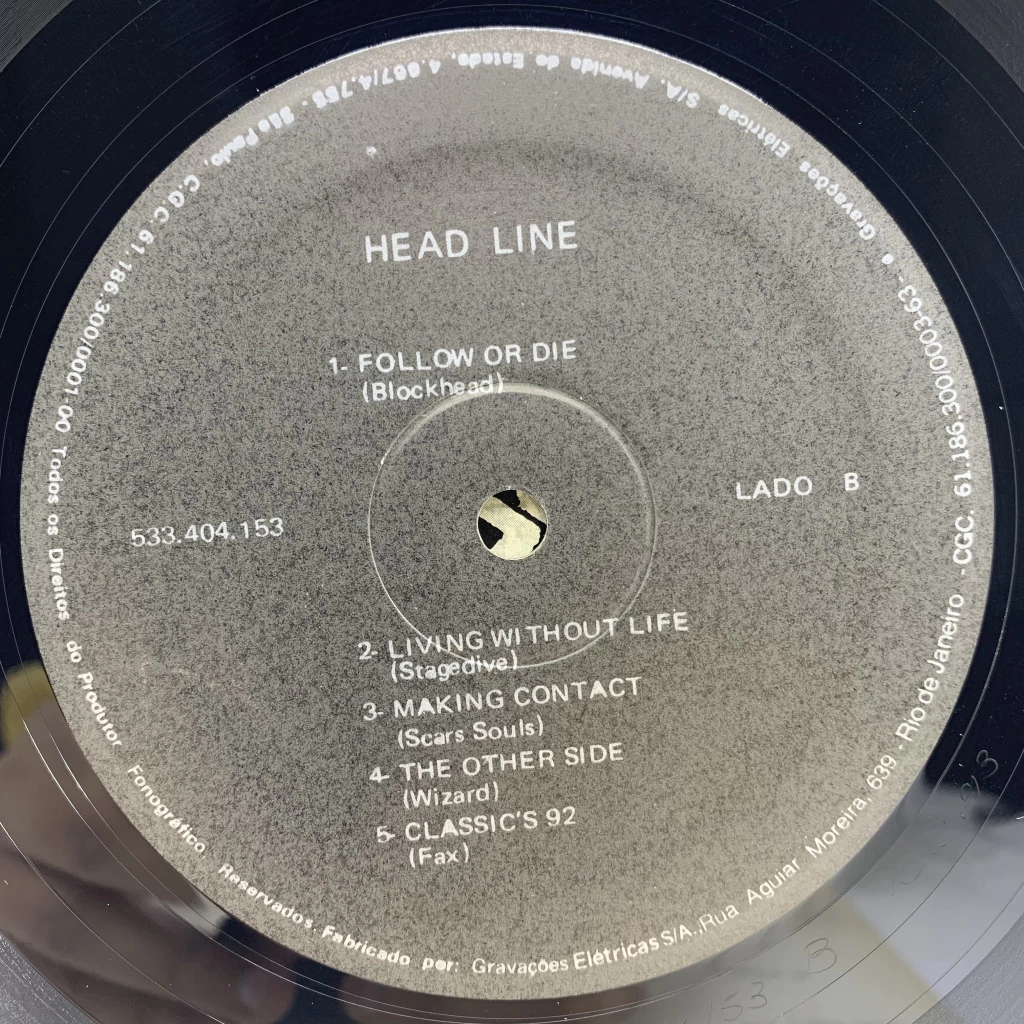 HEAD LINE
1- FOLLOW OR DIE
(Blockhead)
LADO B
533.404.153
2- LIVING WITHOUT LIFE
(Stagedive)
3- MAKING CONTACT
(Scars Souls)
4- THE OTHER SIDE
(Wizard)
5- CLASSIC'S 92
(Fax)
Todos os Direitos do Produtor Fonográfico Reservados Fabricado por: Gravações Elétricas S/A.,Rua Aguiar Moreira, 639 - Rio de Janeiro - CGC. 61.186.300/0003-63- • Gravações Elétricas S/A. Avenida do Estado, 4.667/4.755 - São Paulo, C.G.C. 61.186.300/0001-00
53 B
93